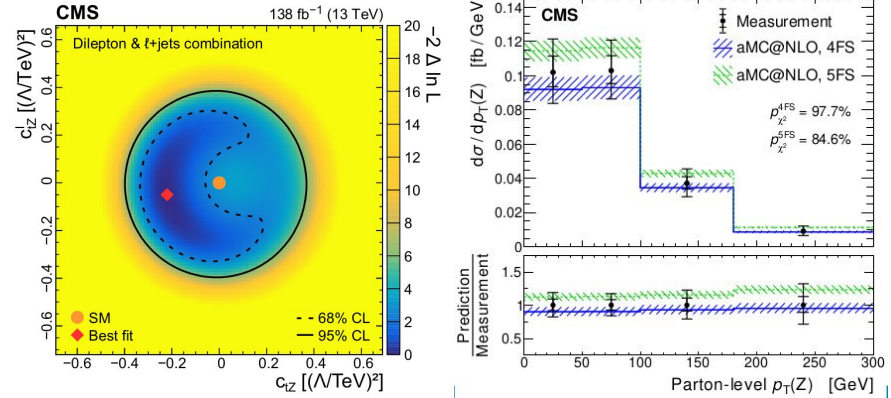 CMS
138 fb⁻¹ (13 TeV)
Dilepton & ℓ+jets combination
c^I_tZ [(Λ/TeV)²]
0.6
0.4
0.2
0
−0.2
−0.4
−0.6
SM
Best fit
68% CL
95% CL
−0.6 −0.4 −0.2 0 0.2 0.4 0.6
c_tZ [(Λ/TeV)²]
20
18
16
14
12
10
8
6
4
2
0
−2 Δ ln L
CMS
Measurement
aMC@NLO, 4FS
aMC@NLO, 5FS
p^4FS_χ² = 97.7%
p^5FS_χ² = 84.6%
dσ/dp_T(Z) [fb/GeV]
0.14
0.12
0.1
0.08
0.06
0.04
0.02
0
Prediction
Measurement
1.5
1
0.5
0 50 100 150 200 250 300
Parton-level p_T(Z) [GeV]